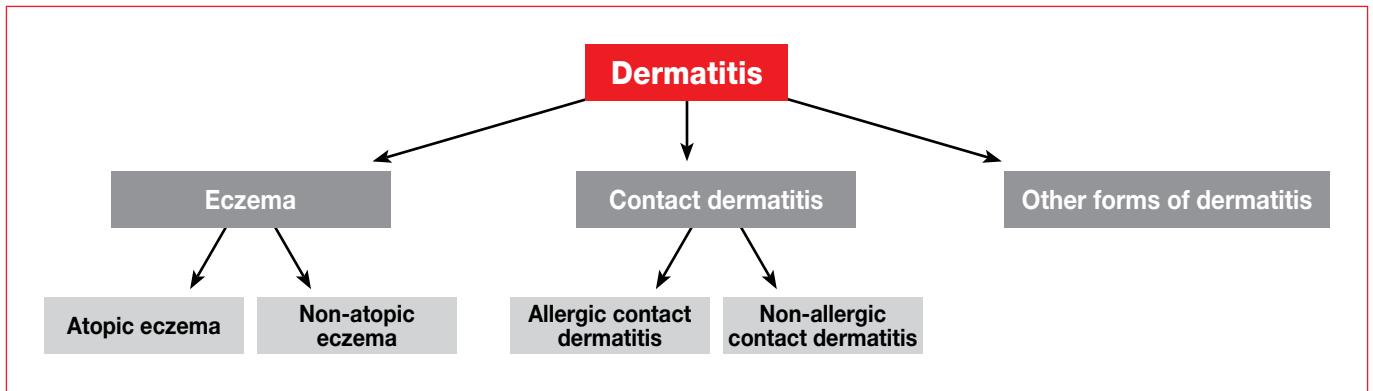 Dermatitis
Eczema
Contact dermatitis
Other forms of dermatitis
Atopic eczema
Non-atopic
eczema
Allergic contact
dermatitis
Non-allergic
contact dermatitis